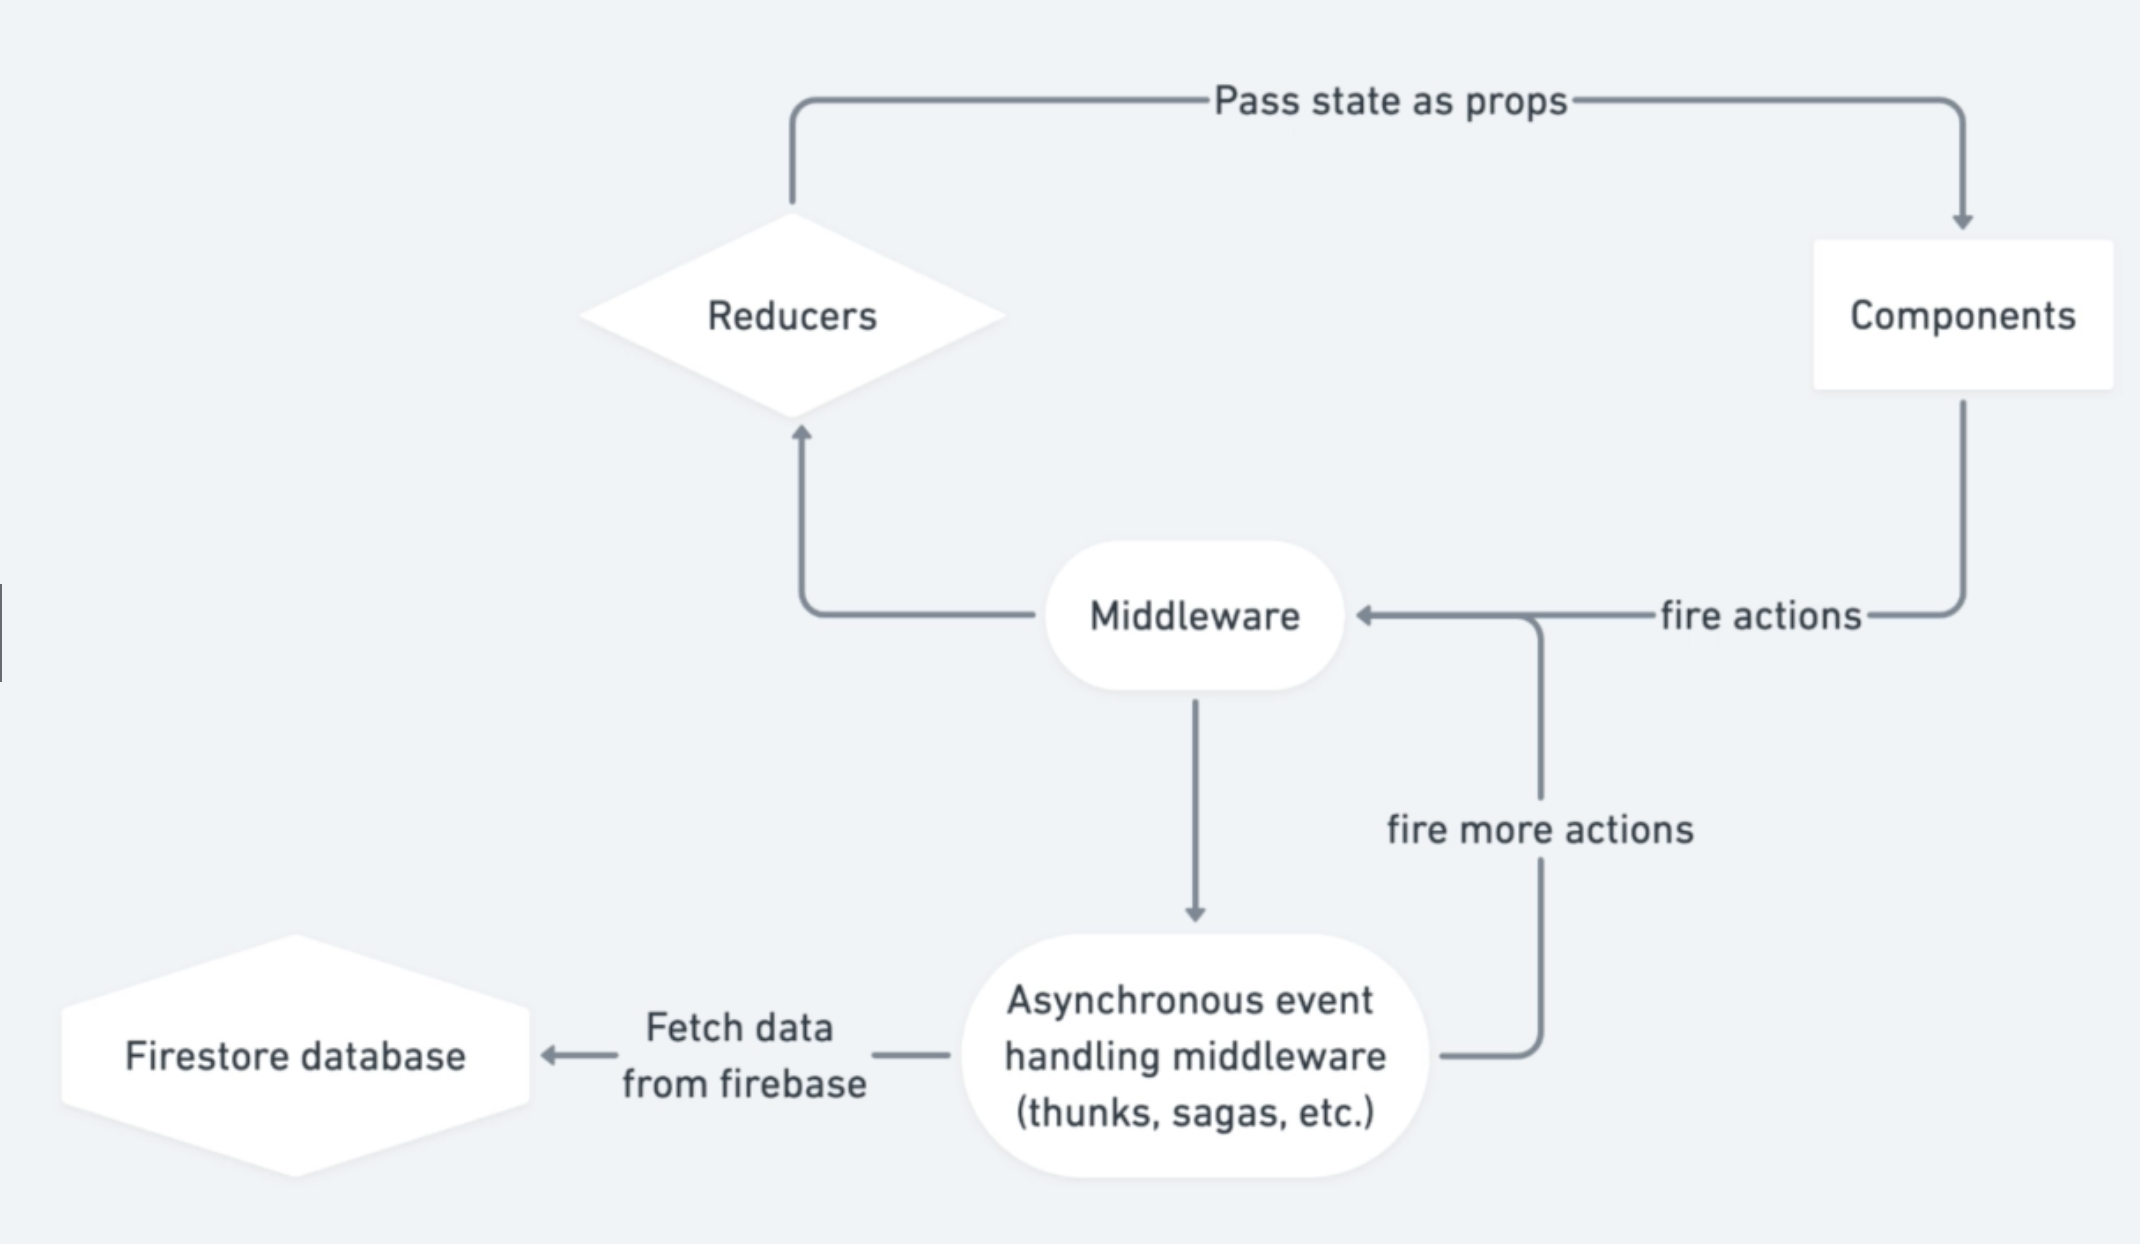 Pass state as props
Reducers
Components
Middleware
fire actions
fire more actions
Asynchronous event
handling middleware
(thunks, sagas, etc.)
Fetch data
from firebase
Firestore database